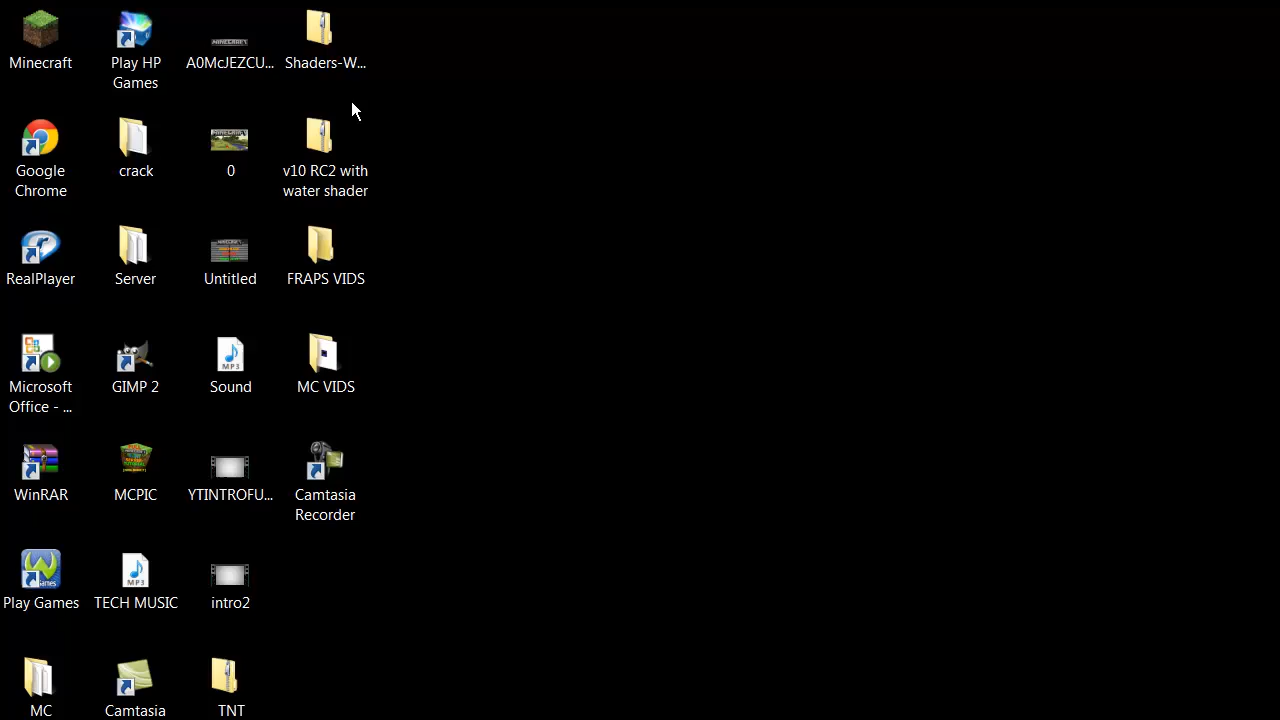 Minecraft
Play HP
Games
A0McJEZCU...
Shaders-W...
Google
Chrome
crack
0
v10 RC2 with
water shader
RealPlayer
Server
Untitled
FRAPS VIDS
Microsoft
Office - ...
GIMP 2
MP3
Sound
MC VIDS
WinRAR
MCPIC
YTINTROFU...
Camtasia
Recorder
Play Games
MP3
TECH MUSIC
intro2
MC
Camtasia
TNT